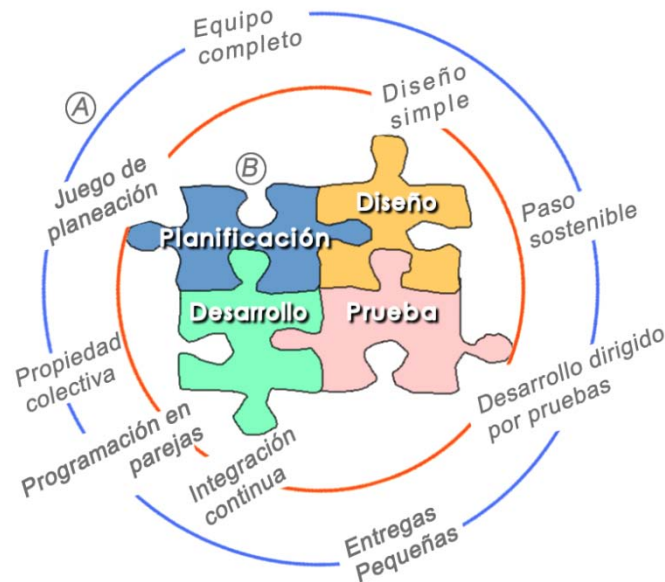 Equipo
completo
A
Diseño
simple
Juego de
planeación
B
Diseño
Paso
sostenible
Planificación
Desarrollo
Prueba
Propiedad
colectiva
Desarrollo dirigido
por pruebas
Programación en
parejas
Integración
continua
Entregas
Pequeñas